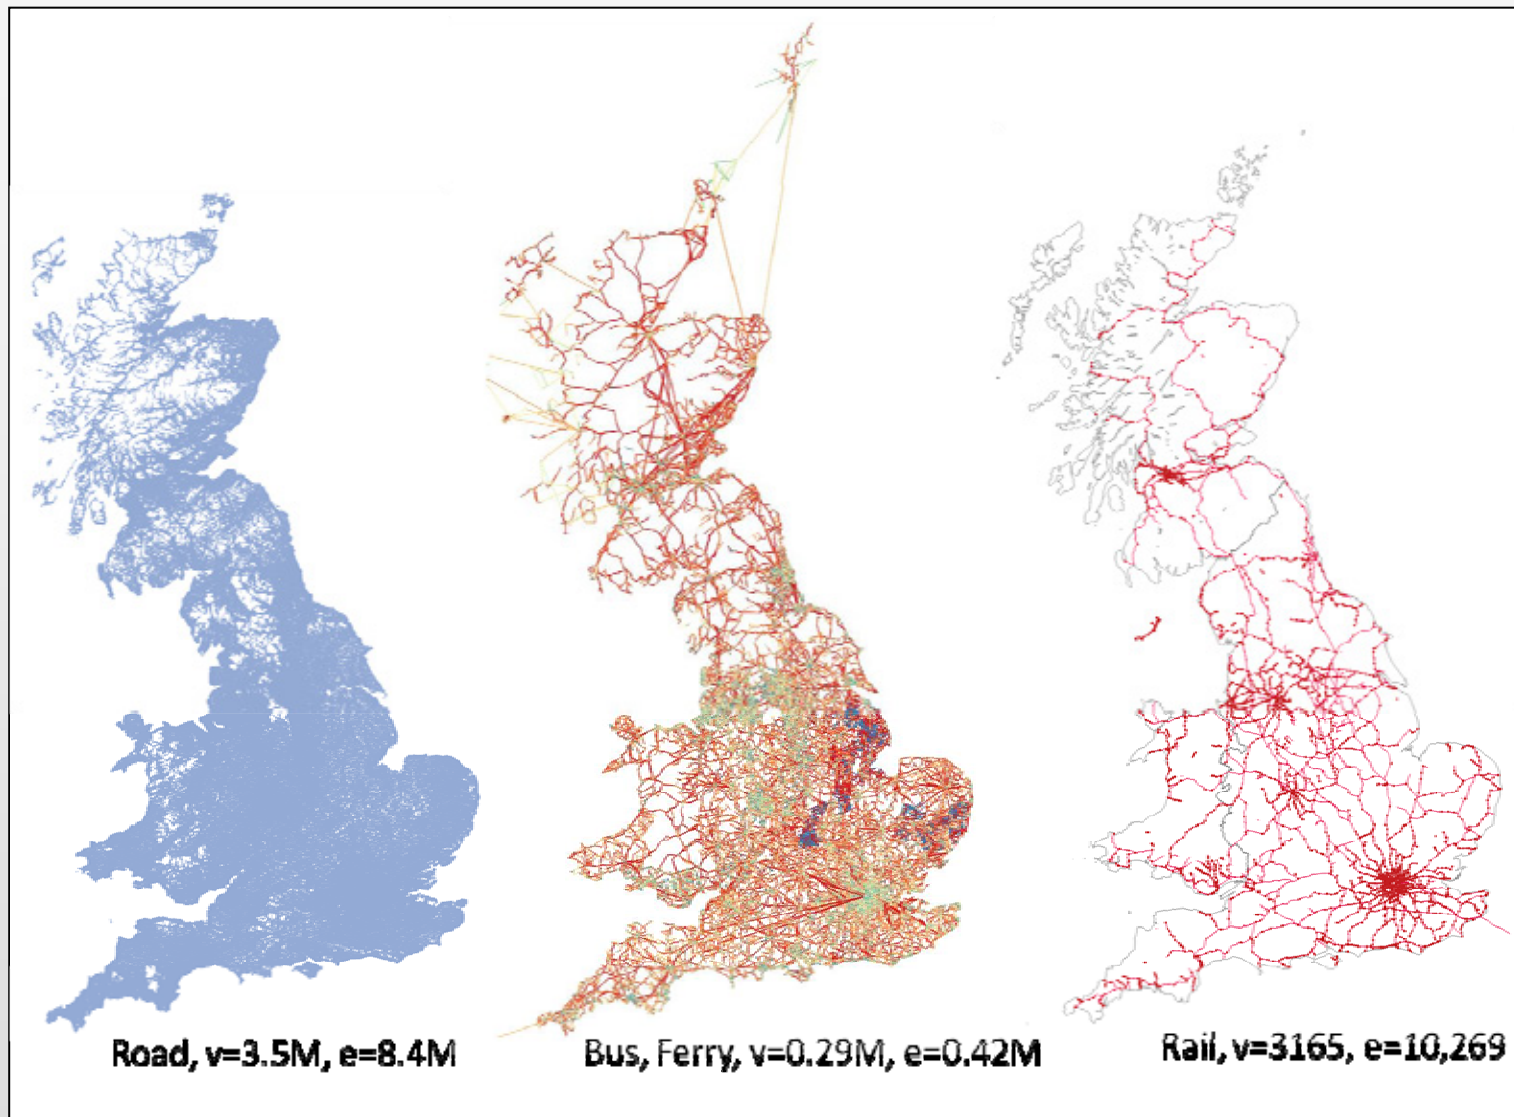 Road, v=3.5M, e=8.4M
Bus, Ferry, v=0.29M, e=0.42M
Rail, v=3165, e=10,269